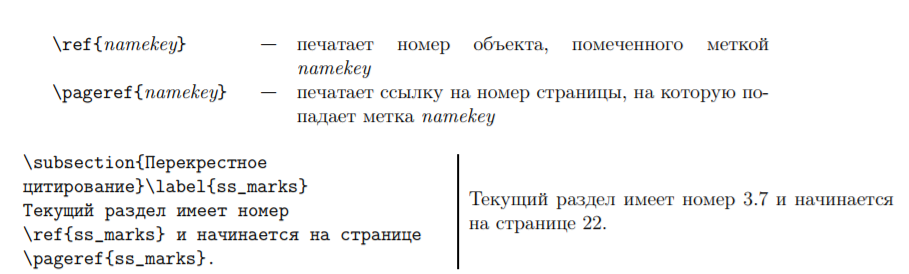 \ref{namekey} — печатает номер объекта, помеченного меткой
namekey
\pageref{namekey} — печатает ссылку на номер страницы, на которую по-
падает метка namekey
\subsection{Перекрестное
цитирование}\label{ss_marks}
Текущий раздел имеет номер
\ref{ss_marks} и начинается на странице
\pageref{ss_marks}.
Текущий раздел имеет номер 3.7 и начинается
на странице 22.